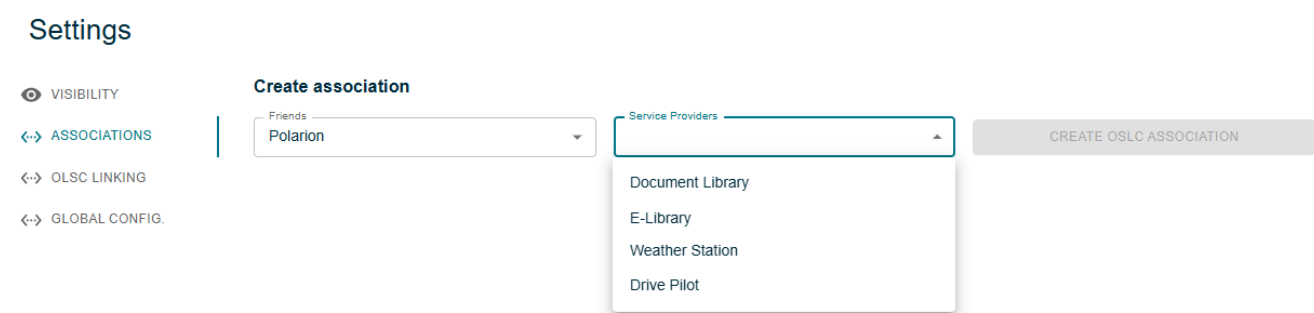 Settings
VISIBILITY
ASSOCIATIONS
OLSC LINKING
GLOBAL CONFIG.
Create association
Friends
Polarion
Service Providers
Document Library
E-Library
Weather Station
Drive Pilot
CREATE OSLC ASSOCIATION